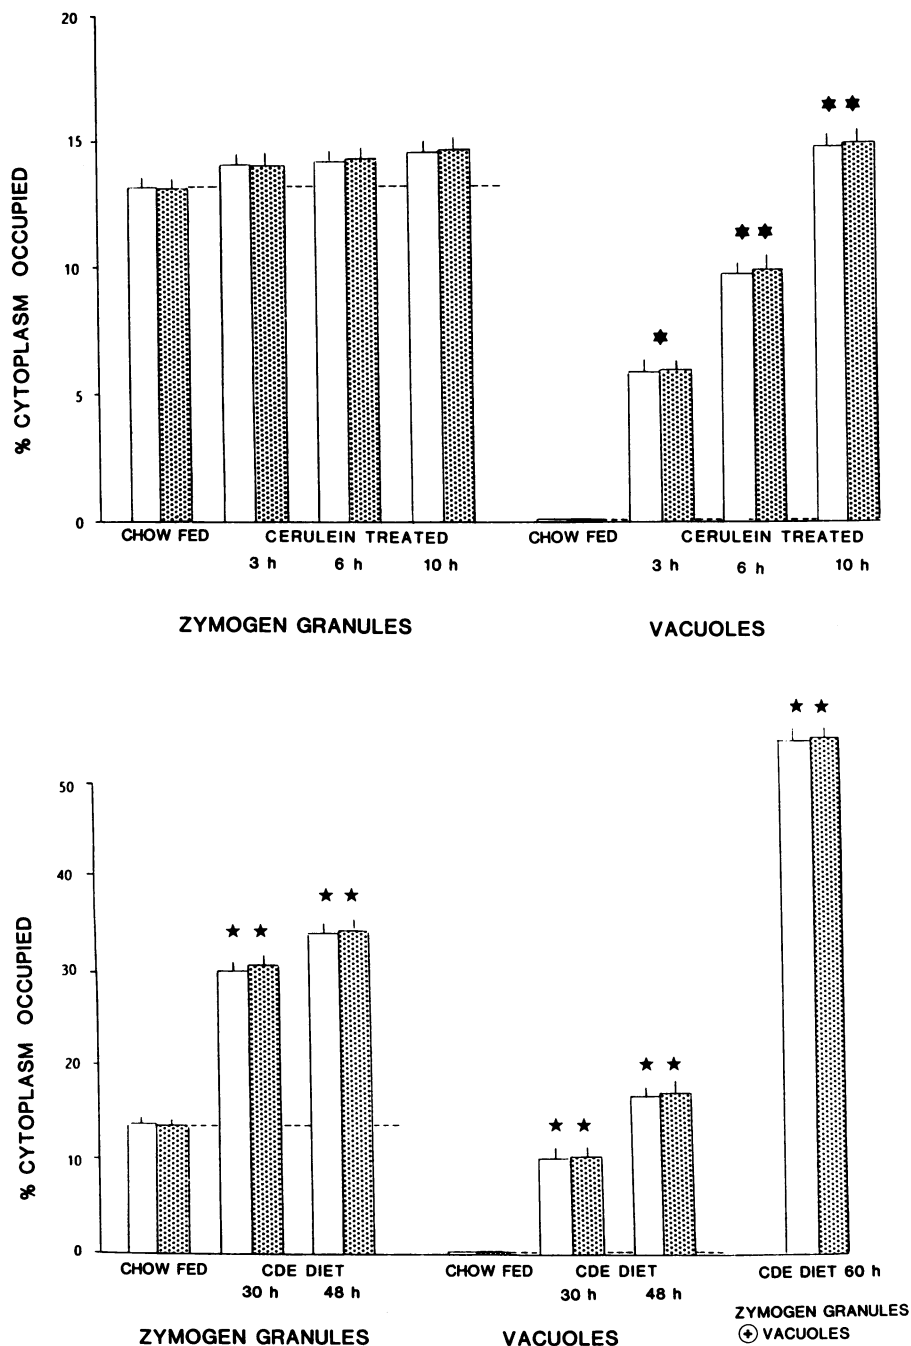 20
15
10
5
0
% CYTOPLASM OCCUPIED
CHOW FED
CERULEIN TREATED
3 h
6 h
10 h
ZYMOGEN GRANULES
CHOW FED
CERULEIN TREATED
3 h
6 h
10 h
VACUOLES
50
40
30
20
10
0
% CYTOPLASM OCCUPIED
CHOW FED
CDE DIET
30 h
48 h
ZYMOGEN GRANULES
CHOW FED
CDE DIET
30 h
48 h
VACUOLES
CDE DIET 60 h
ZYMOGEN GRANULES
⊕ VACUOLES